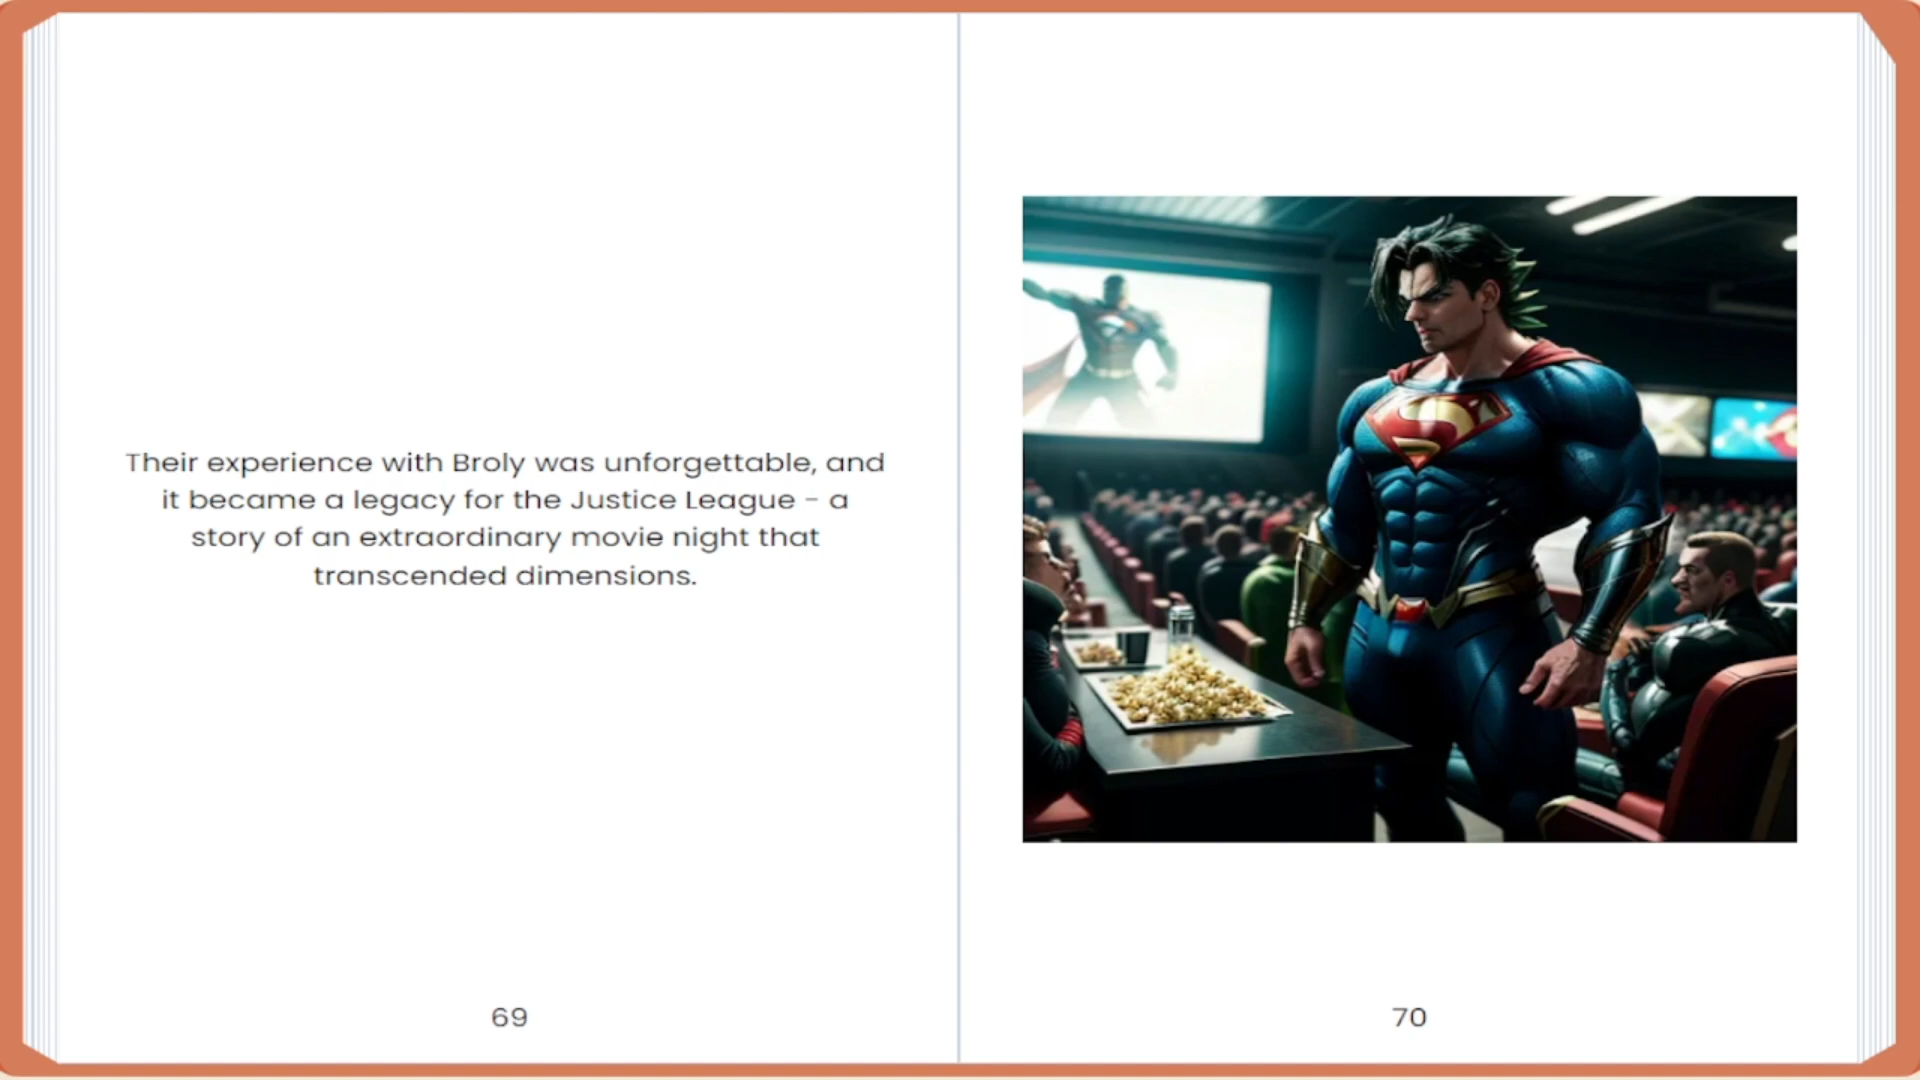 Their experience with Broly was unforgettable, and
it became a legacy for the Justice League - a
story of an extraordinary movie night that
transcended dimensions.
69
S
70